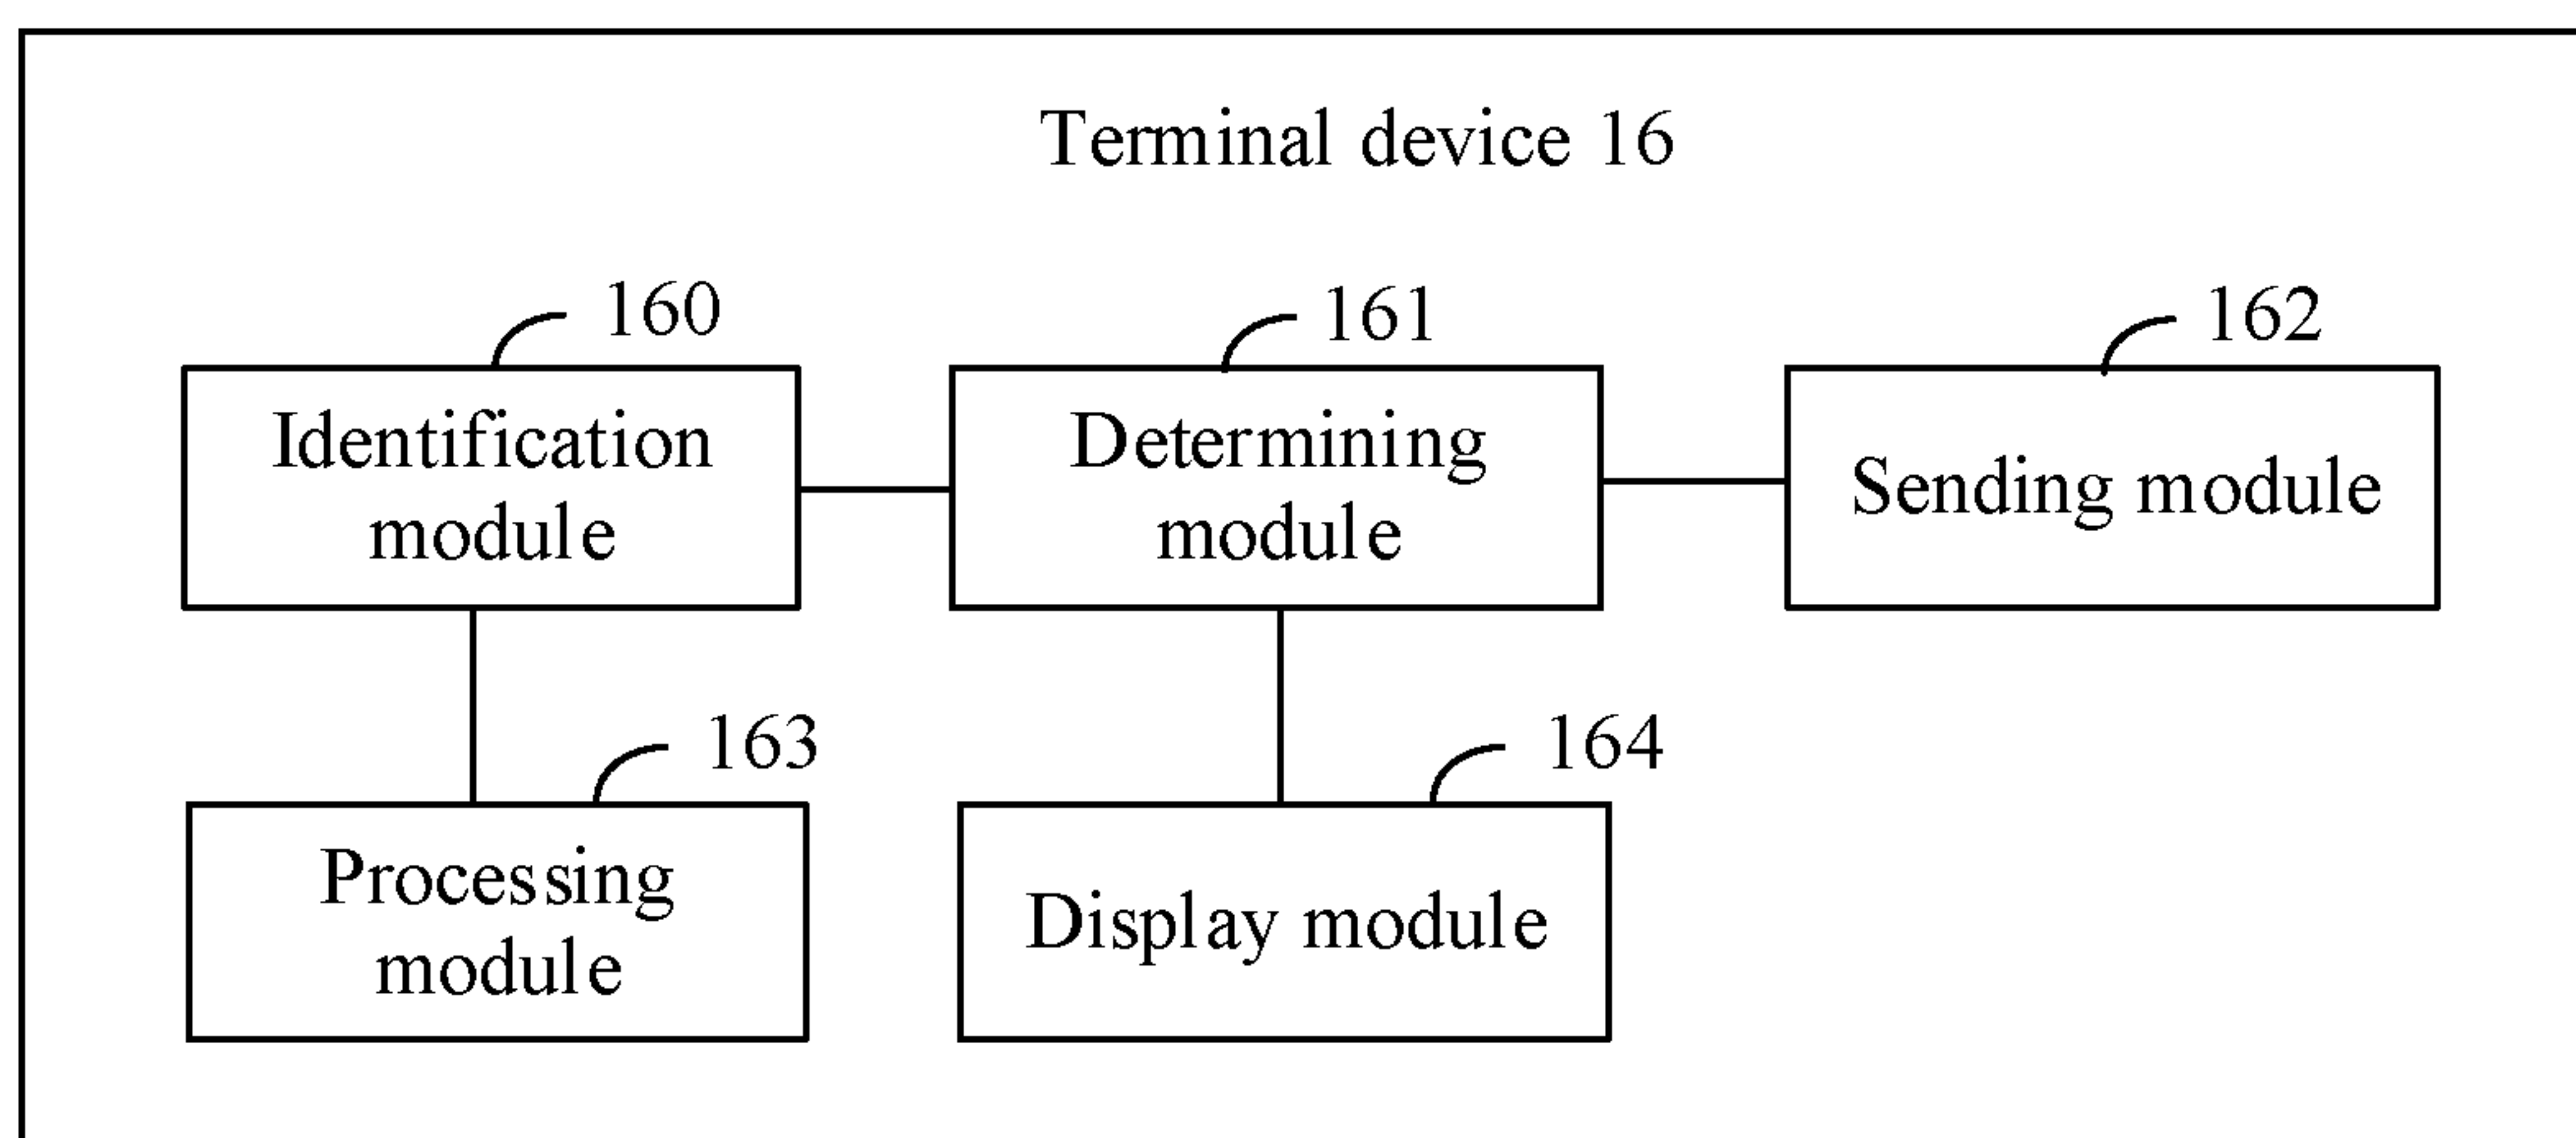 Terminal device 16
160
161
162
Identification
module
Determining
module
Sending module
163
164
Processing
module
Display module